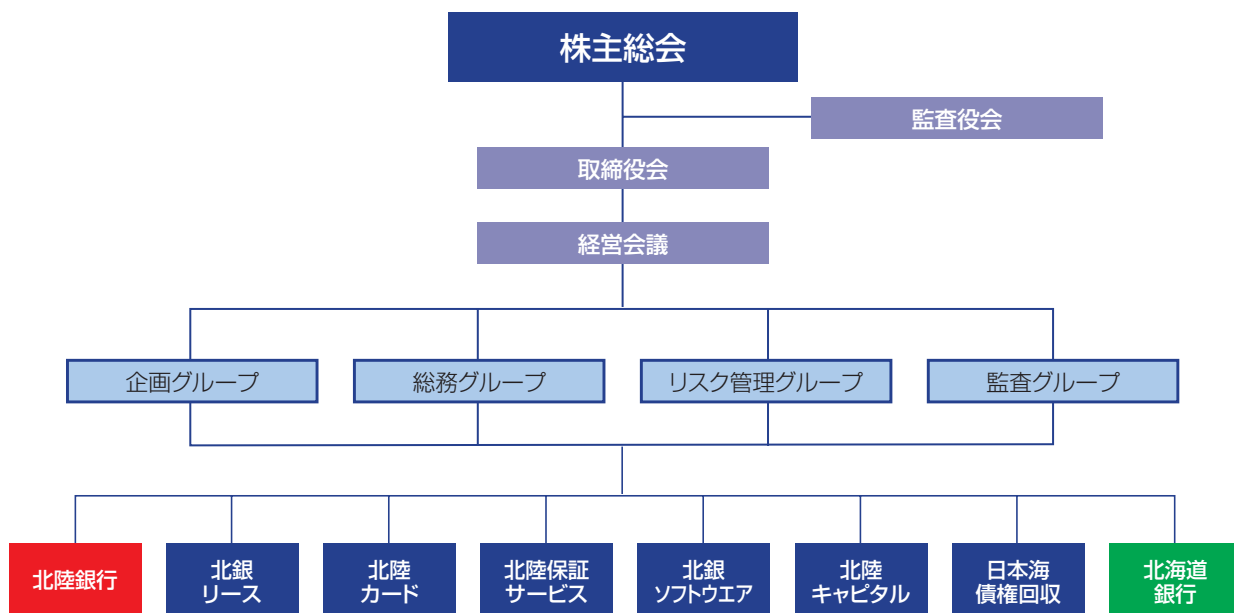 株主総会
監査役会
取締役会
経営会議
企画グループ
総務グループ
リスク管理グループ
監査グループ
北陸銀行
北銀
リース
北陸
カード
北陸保証
サービス
北銀
ソフトウエア
北陸
キャピタル
日本海
債権回収
北海道
銀行